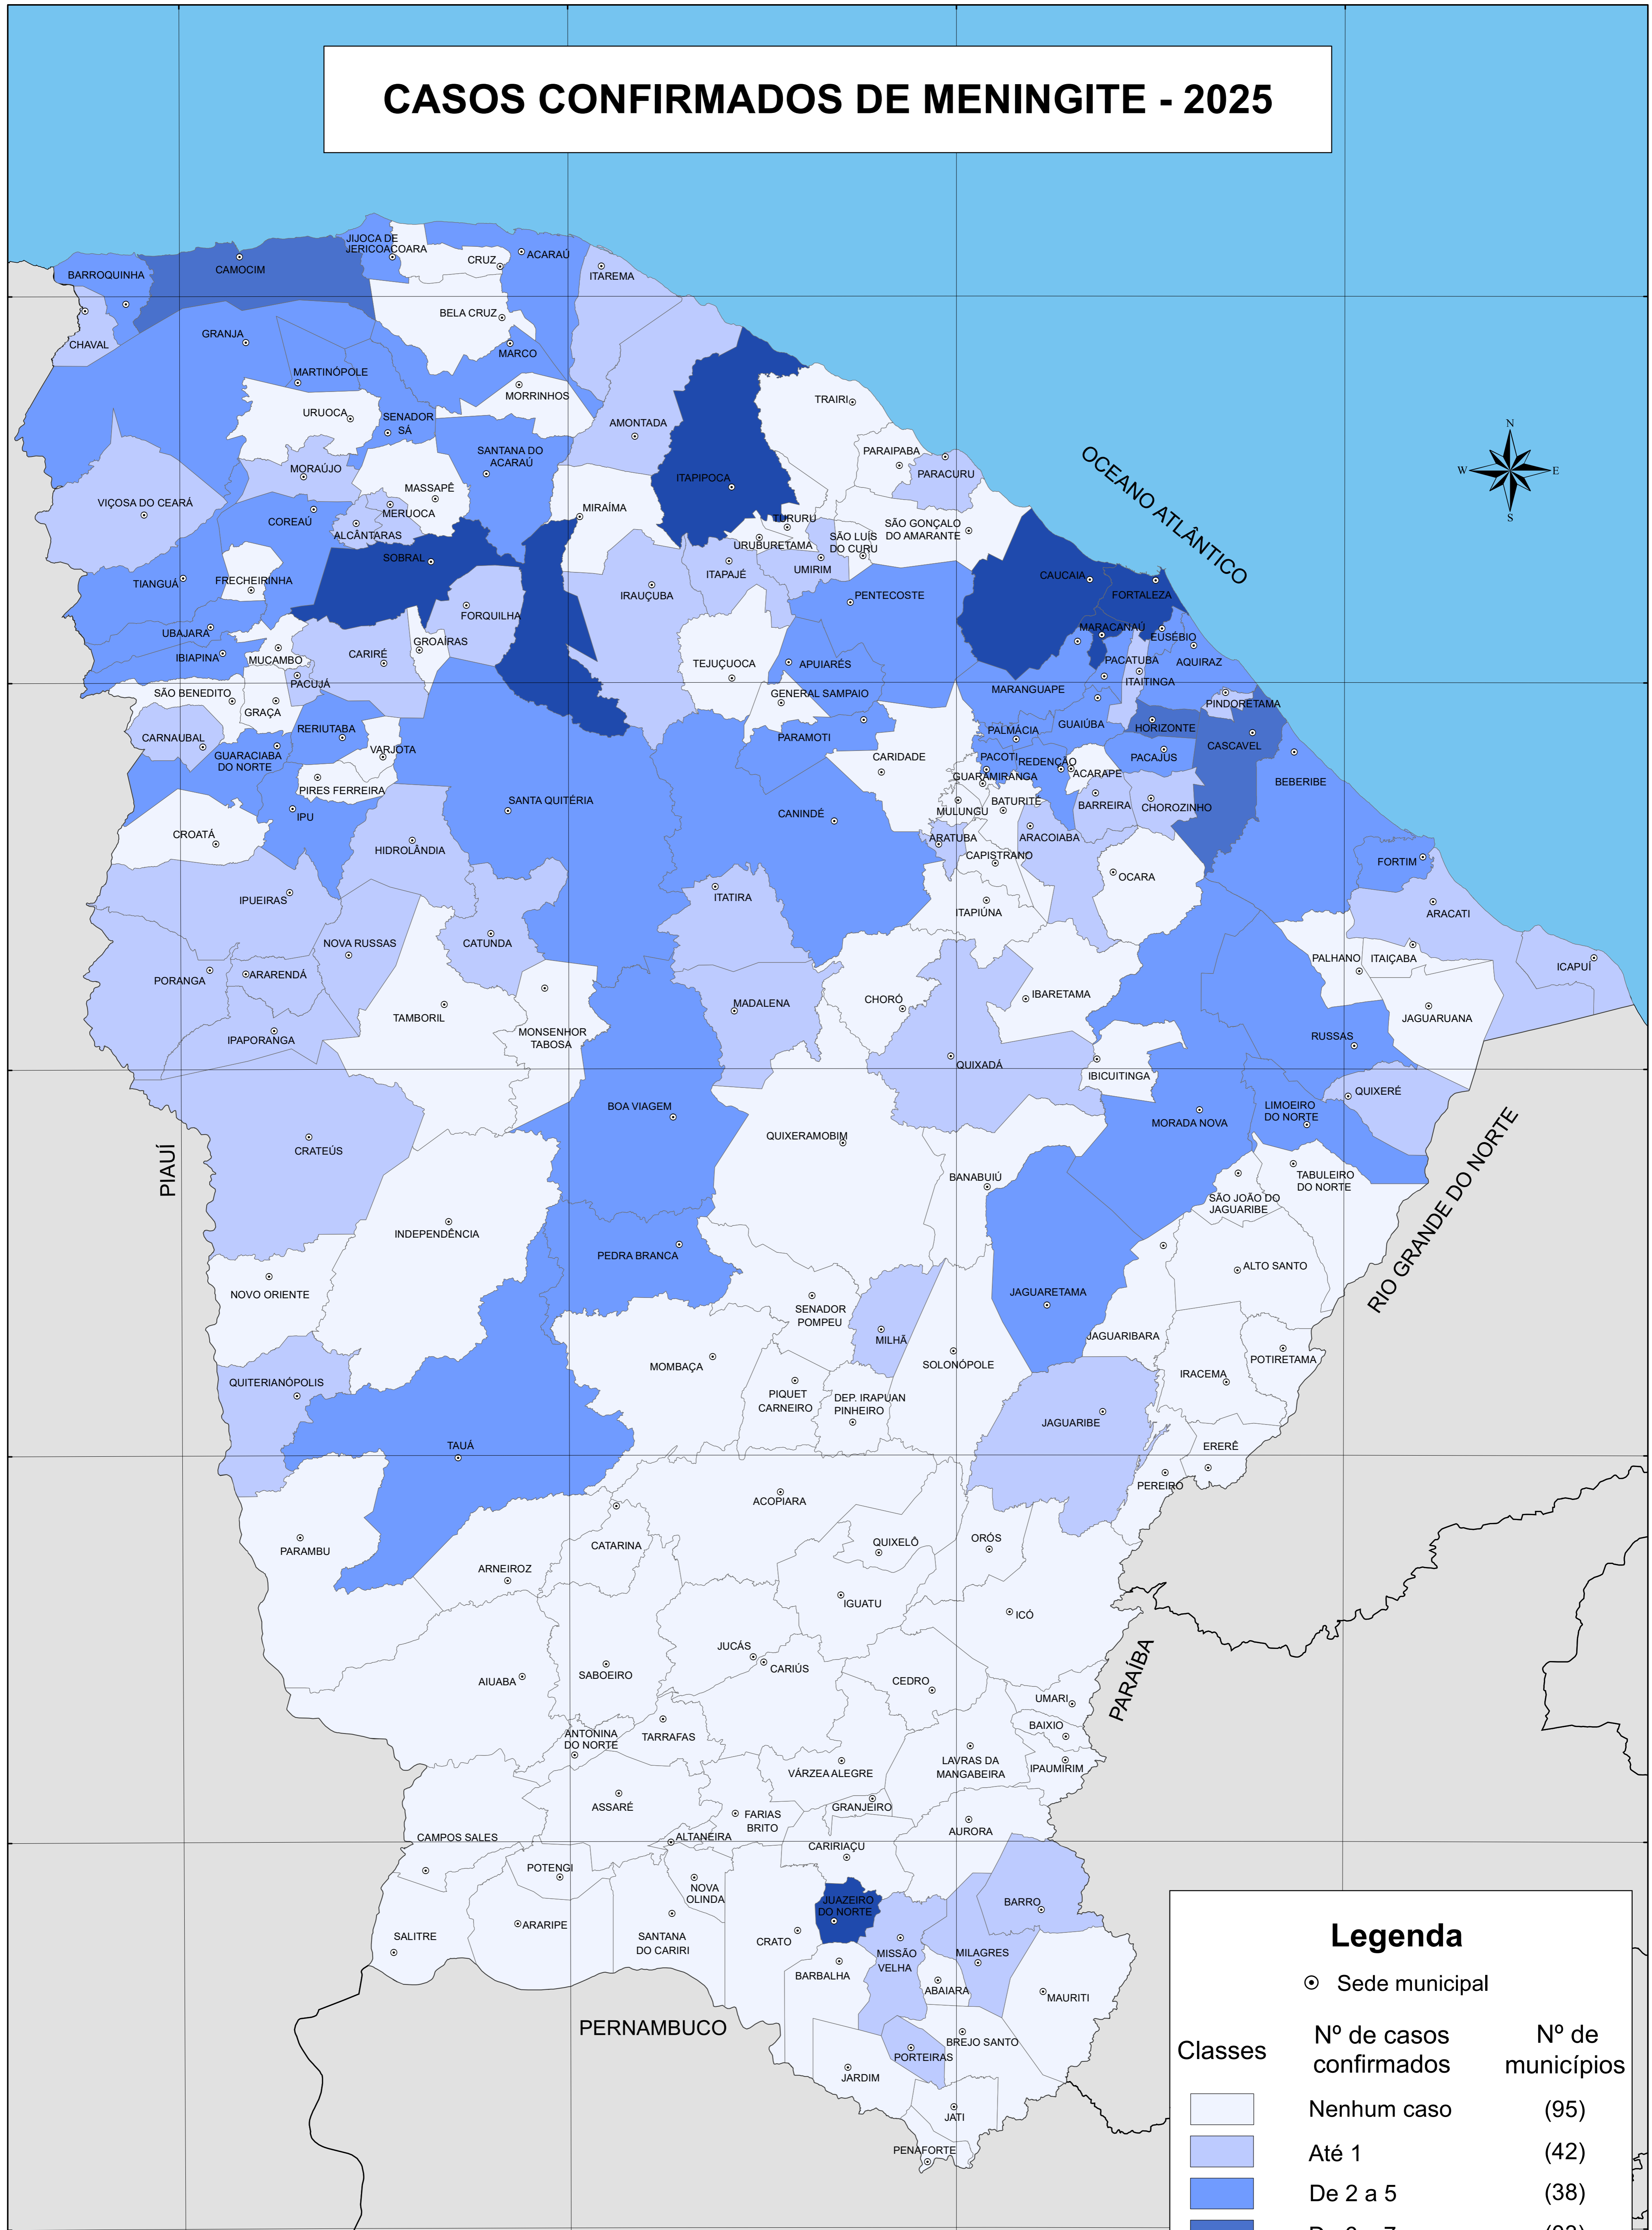 CASOS CONFIRMADOS DE MENINGITE - 2025
JIJOCA DE
JERICOACOARA
CRUZ
ACARAÚ
BARROQUINHA
CAMOCIM
ITAREMA
BELA CRUZ
GRANJA
CHAVAL
MARCO
MARTINÓPOLE
MORRINHOS
TRAIRI
URUOCA
SENADOR
SÁ
AMONTADA
SANTANA DO
ACARAÚ
PARAIPABA
PARACURU
OCEANO ATLÂNTICO
N
W
E
S
MORAÚJO
ITAPIPOCA
MASSAPÊ
VIÇOSA DO CEARÁ
MIRAÍMA
MERUOCA
COREAÚ
TURURU
SÃO GONÇALO
DO AMARANTE
ALCÂNTARAS
URUBURETAMA
SÃO LUÍS
DO CURU
SOBRAL
UMIRIM
ITAPAJÉ
TIANGUÁ
FRECHEIRINHA
CAUCAIA
FORTALEZA
IRAUÇUBA
PENTECOSTE
FORQUILHA
UBAJARA
MARACANAÚ
EUSÉBIO
GROAÍRAS
IBIAPINA
MUCAMBO
CARIRÉ
TEJUÇUOCA
APUIARÉS
PACATUBA
AQUIRAZ
PACUJÁ
ITAITINGA
SÃO BENEDITO
GENERAL SAMPAIO
MARANGUAPE
PINDORETAMA
GRAÇA
RERIUTABA
GUAIÚBA
HORIZONTE
CARNAUBAL
PARAMOTI
PALMÁCIA
CASCAVEL
GUARACIABA
DO NORTE
VARJOTA
CARIDADE
PACOTI
REDENÇÃO
PACAJUS
GUARAMIRANGA
ACARAPE
BEBERIBE
PIRES FERREIRA
SANTA QUITÉRIA
BATURITÉ
BARREIRA
CHOROZINHO
IPU
CANINDÉ
MULUNGU
CROATÁ
ARATUBA
ARACOIABA
HIDROLÂNDIA
CAPISTRANO
FORTIM
OCARA
IPUEIRAS
ITATIRA
ITAPIÚNA
ARACATI
NOVA RUSSAS
CATUNDA
PALHANO
ITAIÇABA
ICAPUÍ
PORANGA
ARARENDÁ
MADALENA
CHORÓ
IBARETAMA
TAMBORIL
MONSENHOR
TABOSA
JAGUARUANA
IPAPORANGA
RUSSAS
QUIXADÁ
IBICUITINGA
QUIXERÉ
BOA VIAGEM
LIMOEIRO
DO NORTE
MORADA NOVA
QUIXERAMOBIM
CRATEÚS
PIAUÍ
BANABUIÚ
TABULEIRO
DO NORTE
SÃO JOÃO DO
JAGUARIBE
RIO GRANDE DO NORTE
INDEPENDÊNCIA
PEDRA BRANCA
ALTO SANTO
NOVO ORIENTE
JAGUARETAMA
SENADOR
POMPEU
MILHÃ
JAGUARIBARA
MOMBAÇA
SOLONÓPOLE
POTIRETAMA
IRACEMA
QUITERIANÓPOLIS
PIQUET
CARNEIRO
DEP. IRAPUAN
PINHEIRO
JAGUARIBE
TAUÁ
ERERÊ
PEREIRO
ACOPIARA
ORÓS
QUIXELÔ
CATARINA
PARAMBU
ARNEIROZ
IGUATU
ICÓ
JUCÁS
CARIÚS
SABOEIRO
AIUABA
CEDRO
PARAÍBA
UMARI
BAIXIO
ANTONINA
DO NORTE
TARRAFAS
LAVRAS DA
MANGABEIRA
IPAUMIRIM
VÁRZEA ALEGRE
ASSARÉ
GRANJEIRO
FARIAS
BRITO
AURORA
CAMPOS SALES
ALTANEIRA
CARIRIAÇU
POTENGI
NOVA
OLINDA
JUAZEIRO
DO NORTE
BARRO
ARARIPE
SALITRE
SANTANA
DO CARIRI
CRATO
MISSÃO
VELHA
MILAGRES
BARBALHA
ABAIARA
MAURITI
PERNAMBUCO
BREJO SANTO
PORTEIRAS
JARDIM
JATI
PENAFORTE
Legenda
Sede municipal
Classes
Nº de casos
confirmados
Nº de
municípios
Nenhum caso (95)
Até 1 (42)
De 2 a 5 (38)